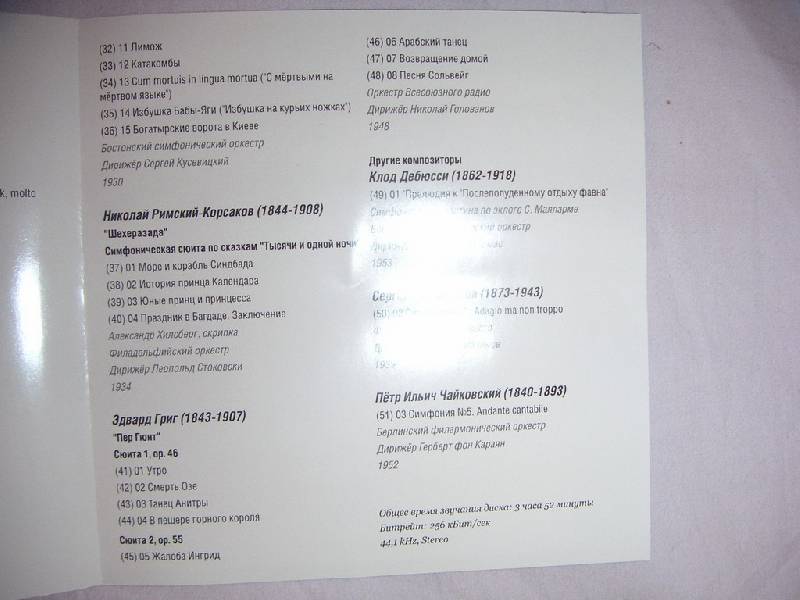 k, molto
(32) 11 Лимож
(33) 12 Катакомбы
(34) 13 Cum mortuis in lingua mortua ("С мёртвыми на
мёртвом языке")
(35) 14 Избушка Бабы-Яги ("Избушка на курьих ножках")
(36) 15 Богатырские ворота в Киеве
Бостонский симфонический оркестр
Дирижёр Сергей Кусевицкий
1930
Николай Римский-Корсаков (1844-1908)
"Шехеразада"
Симфоническая сюита по сказкам "Тысячи и одной ночи"
(37) 01 Море и корабль Синдбада
(38) 02 История принца Календара
(39) 03 Юные принц и принцесса
(40) 04 Праздник в Багдаде. Заключение
Александр Хилсберг, скрипка
Филадельфийский оркестр
Дирижёр Леопольд Стоковски
1934
Эдвард Григ (1843-1907)
"Пер Гюнт"
Сюита 1, ор. 46
(41) 01 Утро
(42) 02 Смерть Озе
(43) 03 Танец Анитры
(44) 04 В пещере горного короля
Сюита 2, ор. 55
(45) 05 Жалоба Ингрид
(46) 06 Арабский танец
(47) 07 Возвращение домой
(48) 08 Песня Сольвейг
Оркестр Всесоюзного радио
Дирижёр Николай Голованов
1948
Другие композиторы
Клод Дебюсси (1862-1918)
(49) 01 "Прелюдия к "Послеполуденному отдыху фавна"
по эклоге С. Малларме
оркестр
1953
(1873-1943)
(50) Adagio ma non troppo
Пётр Ильич Чайковский (1840-1893)
(51) 03 Симфония №5. Andante cantabile
Берлинский филармонический оркестр
Дирижёр Герберт фон Караян
1952
Общее время звучания диска: 3 часа 52 минуты
Битрейт: 256 кБит/сек
44.1 kHz, Stereo